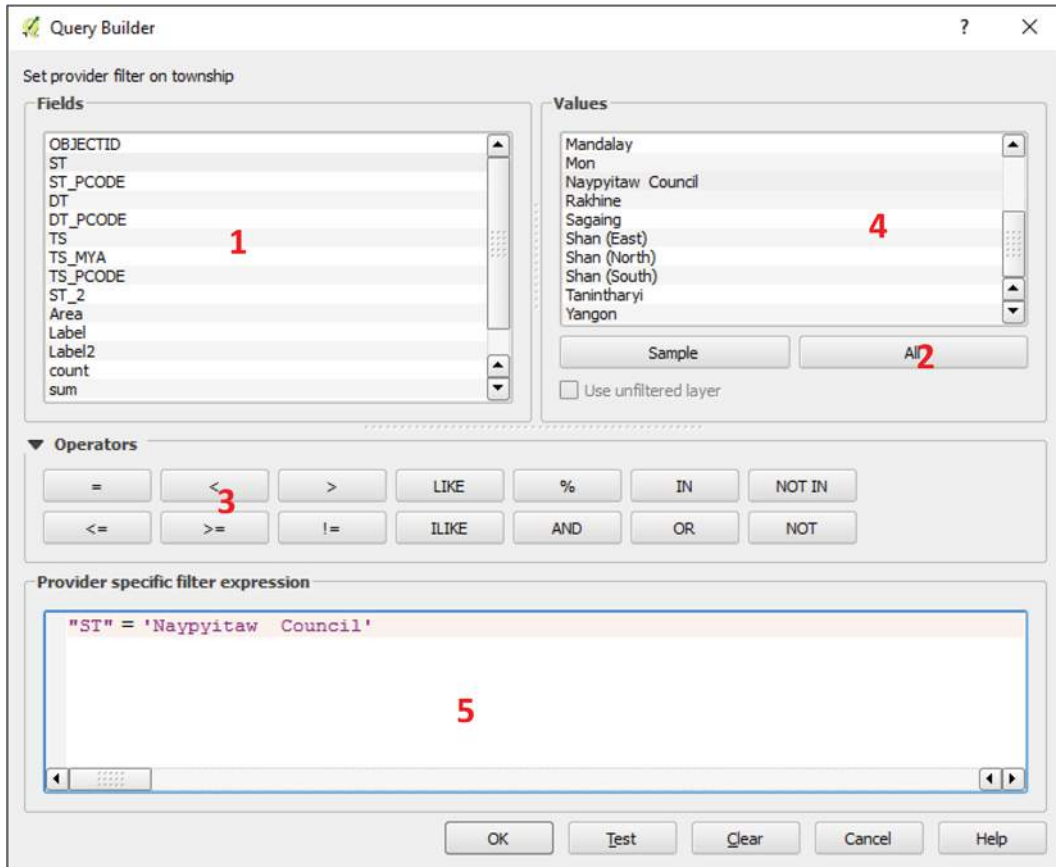 Query Builder
?
Set provider filter on township
Fields
OBJECTID
ST
ST_PCODE
DT
DT_PCODE
TS
TS_MYA
TS_PCODE
ST_2
Area
Label
Label2
count
sum
1
Values
Mandalay
Mon
Naypyitaw  Council
Rakhine
Sagaing
Shan (East)
Shan (North)
Shan (South)
Tanintharyi
Yangon
4
Sample
All
2
Use unfiltered layer
Operators
= < > LIKE % IN NOT IN
3
<= >= != ILIKE AND OR NOT
Provider specific filter expression
"ST" = 'Naypyitaw  Council'
5
OK Test Clear Cancel Help